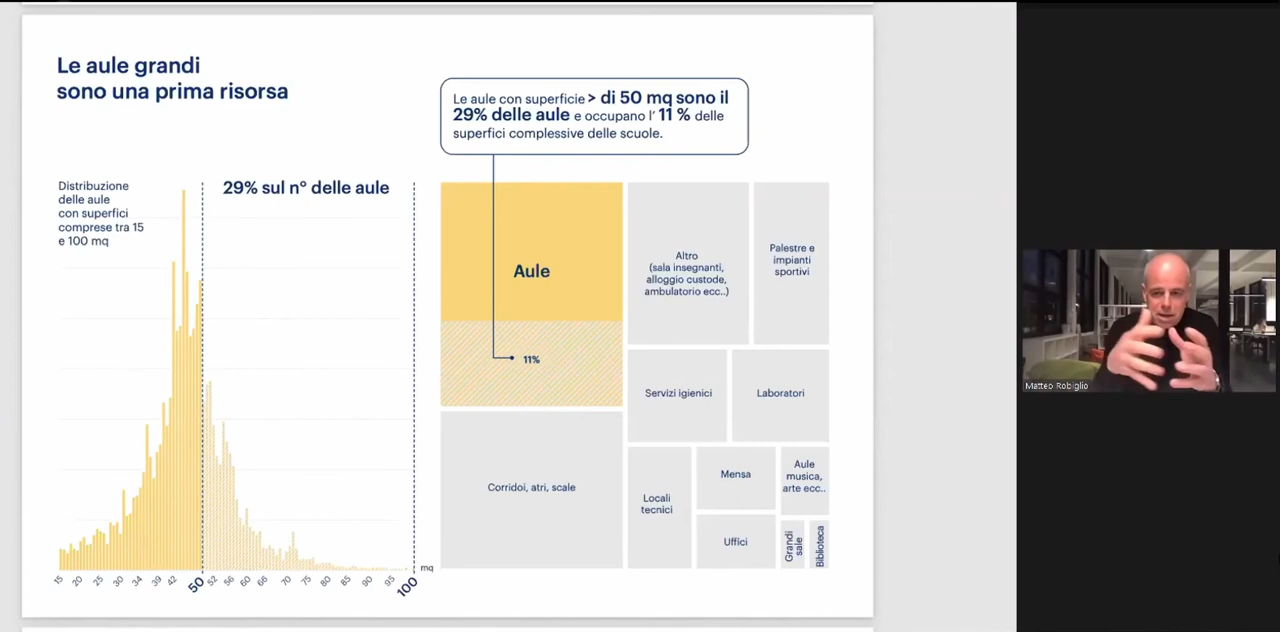 Le aule grandi
sono una prima risorsa
Le aule con superficie > di 50 mq sono il
29% delle aule e occupano l' 11 % delle
superfici complessive delle scuole.
Distribuzione
delle aule
con superfici
comprese tra 15
e 100 mq
29% sul n° delle aule
Aule
11%
Altro
(sala insegnanti,
alloggio custode,
ambulatorio ecc..)
Palestre e
impianti
sportivi
Servizi igienici
Laboratori
Corridoi, atri, scale
Locali
tecnici
Mensa
Aule
musica,
arte ecc..
Uffici
Grandi
sale
Biblioteca
15 20 25 30 34 39 42 50 52 56 60 66 70 75 80 85 90 95 100 mq
Matteo Robiglio